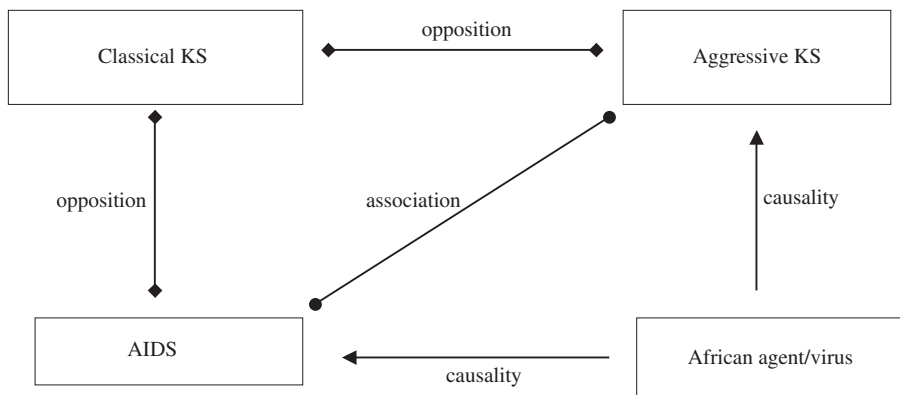 opposition
Classical KS
Aggressive KS
opposition
association
causality
AIDS
African agent/virus
causality